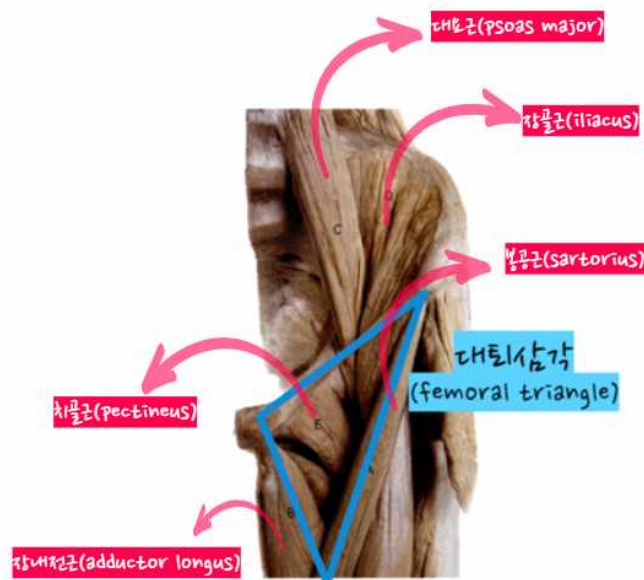 대요근(psoas major)
장골근(iliacus)
D
C
봉공근(sartorius)
대퇴삼각
(femoral triangle)
치골근(pectineus)
E
A
B
장내전근(adductor longus)